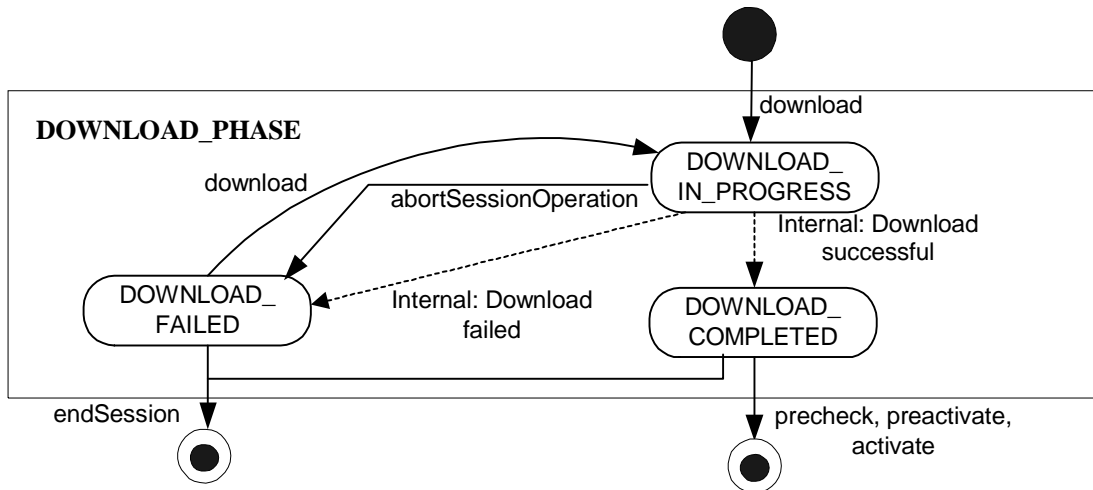 download
DOWNLOAD_PHASE
DOWNLOAD_
IN_PROGRESS
download
abortSessionOperation
Internal: Download
successful
DOWNLOAD_
FAILED
Internal: Download
failed
DOWNLOAD_
COMPLETED
endSession
precheck, preactivate,
activate